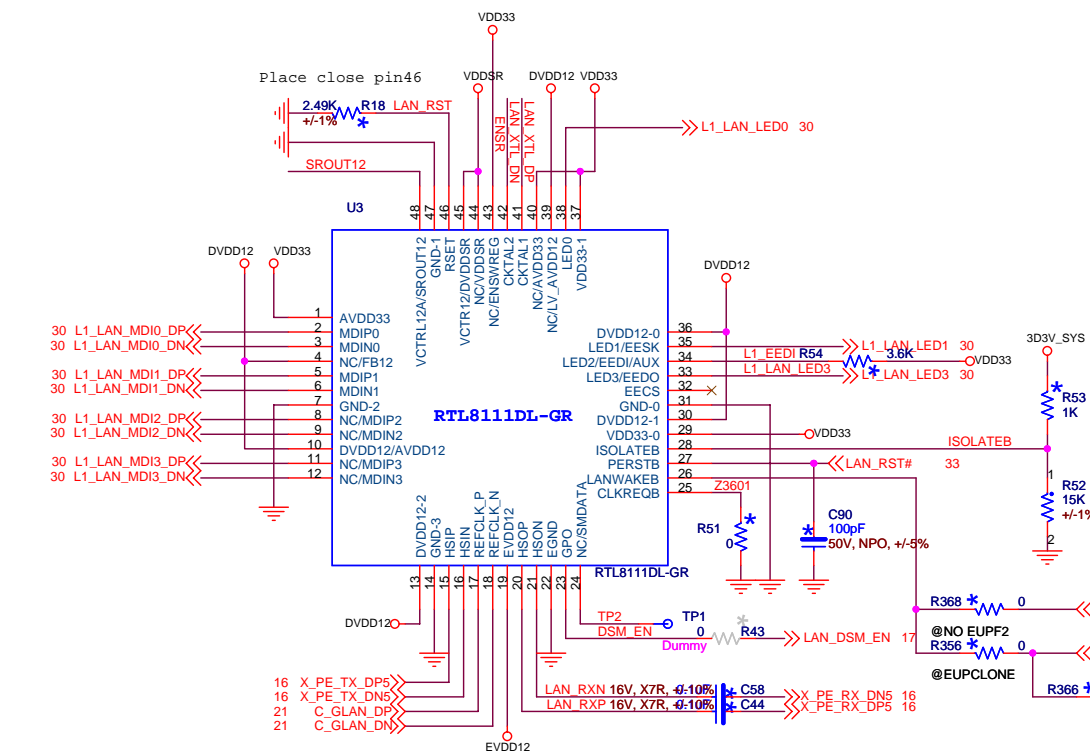 VDD33
Place close pin46
VDDSR
DVDD12 VDD33
2.49K R18 LAN_RST
+/-1%
ENSR
LAN_XTL_DN
LAN_XTL_DP
L1_LAN_LED0 30
SROUT12
U3
48 47 46 45 44 43 42 41 40 39 38 37
VCTRL12A/SROUT12
GND-1
RSET
VCTR12/DVDDSR
NC/VDDSR
NC/ENSWREG
CKTAL2
CKTAL1
NC/AVDD33
NC/LV_AVDD12
LED0
VDD33-1
DVDD12 VDD33
DVDD12
1 AVDD33
30 L1_LAN_MDI0_DP 2 MDIP0
30 L1_LAN_MDI0_DN 3 MDIN0
4 NC/FB12
30 L1_LAN_MDI1_DP 5 MDIP1
30 L1_LAN_MDI1_DN 6 MDIN1
7 GND-2
30 L1_LAN_MDI2_DP 8 NC/MDIP2
30 L1_LAN_MDI2_DN 9 NC/MDIN2
10 DVDD12/AVDD12
30 L1_LAN_MDI3_DP 11 NC/MDIP3
30 L1_LAN_MDI3_DN 12 NC/MDIN3
RTL8111DL-GR
DVDD12-0 36
LED1/EESK 35 L1_LAN_LED1 30
LED2/EEDI/AUX 34 L1_EEDI R54 3.6K VDD33
LED3/EEDO 33 L1_LAN_LED3 L1_LAN_LED3 30
EECS 32
GND-0 31
DVDD12-1 30
VDD33-0 29 VDD33
ISOLATEB 28 ISOLATEB
PERSTB 27 LAN_RST# 33
LANWAKEB 26
CLKREQB 25 Z3601
3D3V_SYS
R53
1K
1
R52
15K
+/-1%
2
R51
0
C90
100pF
50V, NPO, +/-5%
DVDD12-2
GND-3
HSIP
HSIN
REFCLK_P
REFCLK_N
EVDD12
HSOP
HSON
EGND
GPO
NC/SMDATA
13 14 15 16 17 18 19 20 21 22 23 24
RTL8111DL-GR
DVDD12
TP2 TP1
DSM_EN 0 R43 LAN_DSM_EN 17
Dummy
R368 0
@NO EUPF2
R356 0
@EUPCLONE
R366
16 X_PE_TX_DP5
16 X_PE_TX_DN5
21 C_GLAN_DP
21 C_GLAN_DN
LAN_RXN 16V, X7R, +/-10% C58 X_PE_RX_DN5 16
LAN_RXP 16V, X7R, +/-10% C44 X_PE_RX_DP5 16
EVDD12